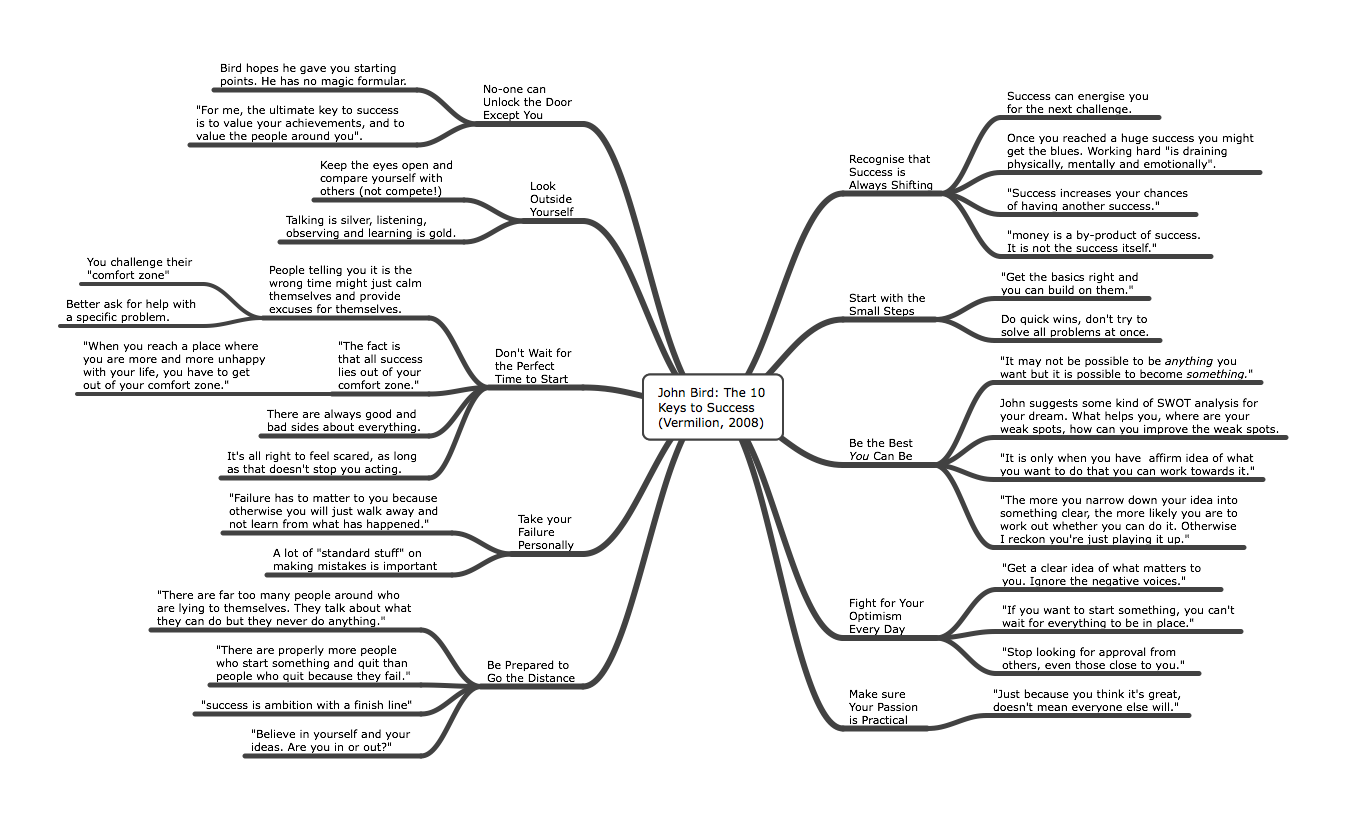 John Bird: The 10
Keys to Success
(Vermilion, 2008)
Recognise that
Success is
Always Shifting
Success can energise you
for the next challenge.
Once you reached a huge success you might
get the blues. Working hard "is draining
physically, mentally and emotionally".
"Success increases your chances
of having another success."
"money is a by-product of success.
It is not the success itself."
Start with the
Small Steps
"Get the basics right and
you can build on them."
Do quick wins, don't try to
solve all problems at once.
Be the Best
You Can Be
"It may not be possible to be anything you
want but it is possible to become something."
John suggests some kind of SWOT analysis for
your dream. What helps you, where are your
weak spots, how can you improve the weak spots.
"It is only when you have  affirm idea of what
you want to do that you can work towards it."
"The more you narrow down your idea into
something clear, the more likely you are to
work out whether you can do it. Otherwise
I reckon you're just playing it up."
Fight for Your
Optimism
Every Day
"Get a clear idea of what matters to
you. Ignore the negative voices."
"If you want to start something, you can't
wait for everything to be in place."
"Stop looking for approval from
others, even those close to you."
Make sure
Your Passion
is Practical
"Just because you think it's great,
doesn't mean everyone else will."
Be Prepared to
Go the Distance
"There are far too many people around who
are lying to themselves. They talk about what
they can do but they never do anything."
"There are properly more people
who start something and quit than
people who quit because they fail."
"success is ambition with a finish line"
"Believe in yourself and your
ideas. Are you in or out?"
Take your
Failure
Personally
"Failure has to matter to you because
otherwise you will just walk away and
not learn from what has happened."
A lot of "standard stuff" on
making mistakes is important
Don't Wait for
the Perfect
Time to Start
People telling you it is the
wrong time might just calm
themselves and provide
excuses for themselves.
You challenge their
"comfort zone"
Better ask for help with
a specific problem.
"The fact is
that all success
lies out of your
comfort zone."
"When you reach a place where
you are more and more unhappy
with your life, you have to get
out of your comfort zone."
There are always good and
bad sides about everything.
It's all right to feel scared, as long
as that doesn't stop you acting.
Look
Outside
Yourself
Keep the eyes open and
compare yourself with
others (not compete!)
Talking is silver, listening,
observing and learning is gold.
No-one can
Unlock the Door
Except You
Bird hopes he gave you starting
points. He has no magic formular.
"For me, the ultimate key to success
is to value your achievements, and to
value the people around you".